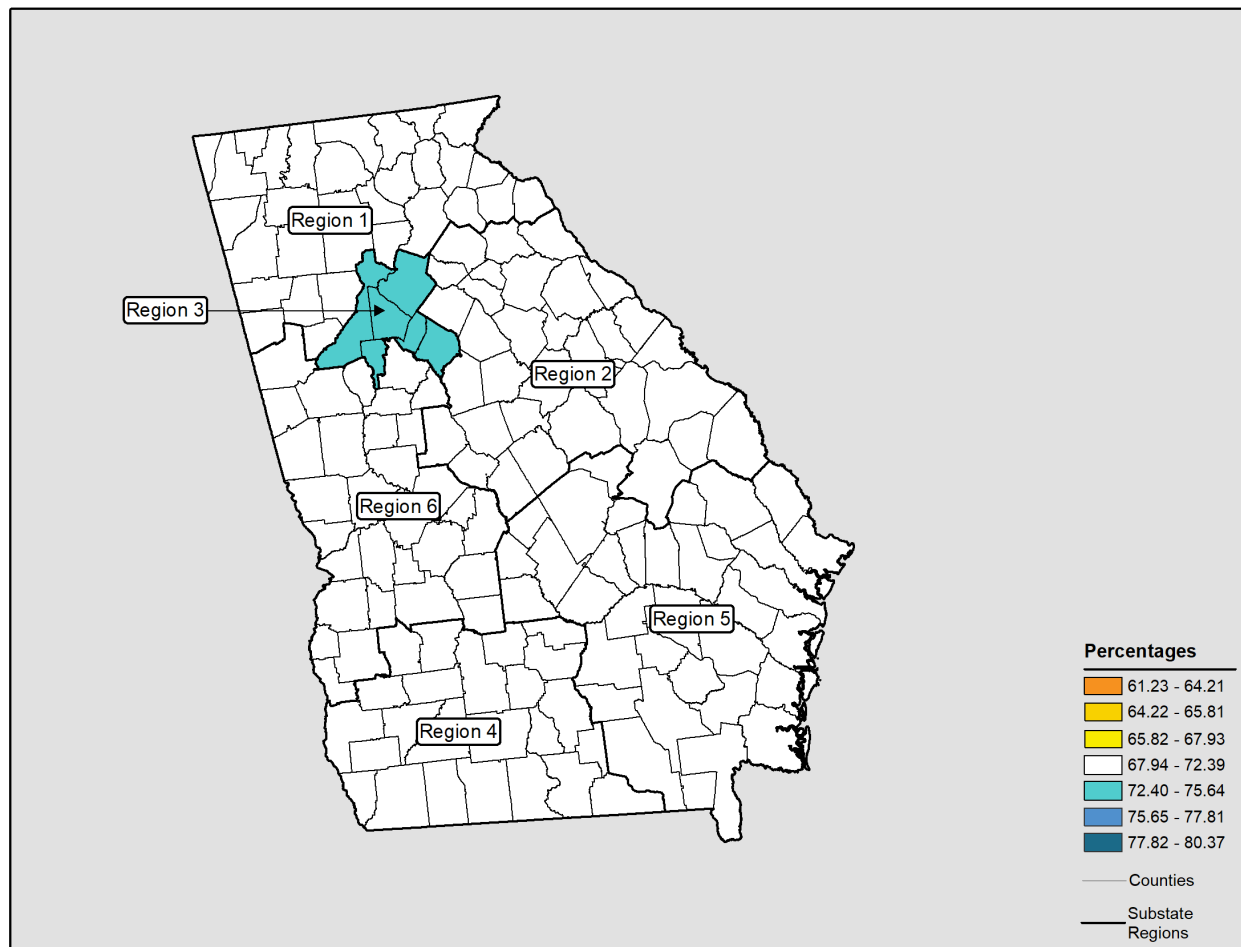 Region 1
Region 3
Region 2
Region 6
Region 5
Region 4
Percentages
61.23 - 64.21
64.22 - 65.81
65.82 - 67.93
67.94 - 72.39
72.40 - 75.64
75.65 - 77.81
77.82 - 80.37
Counties
Substate
Regions